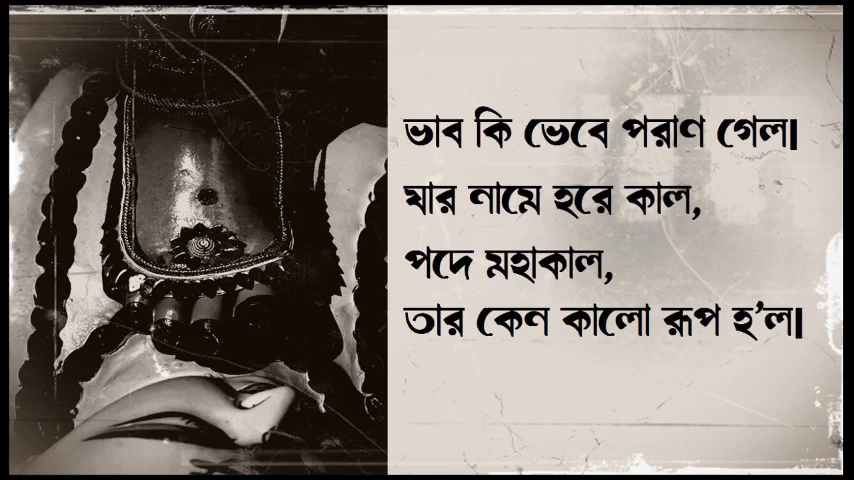 ভাব কি ভেবে পরাণ গেল।
যার নামে হরে কাল,
পদে মহাকাল,
তার কেন কালো রূপ হ’ল।